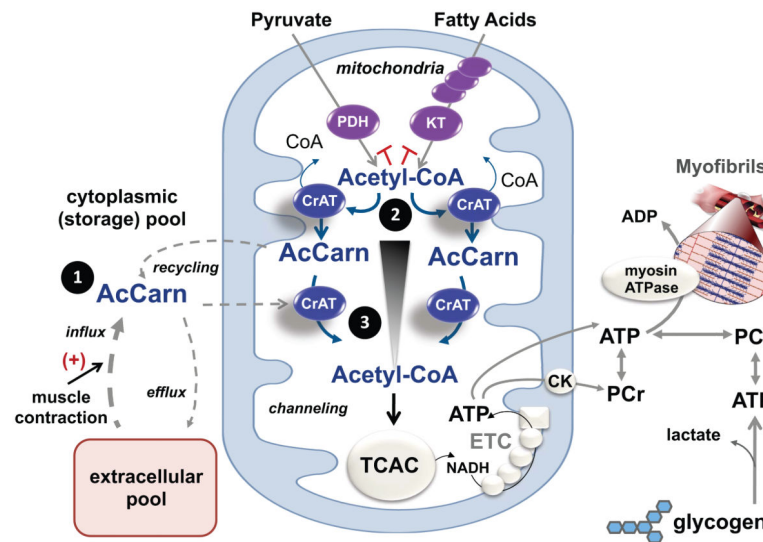 Pyruvate
Fatty Acids
mitochondria
PDH
KT
CoA
Acetyl-CoA
CoA
CrAT
2
CrAT
AcCarn
AcCarn
CrAT
3
CrAT
Acetyl-CoA
channeling
TCAC
NADH
ETC
ATP
CK
cytoplasmic
(storage) pool
1
AcCarn
recycling
influx
(+)
muscle
contraction
efflux
extracellular
pool
Myofibrils
ADP
myosin
ATPase
ATP
PCr
PC
lactate
glycogen